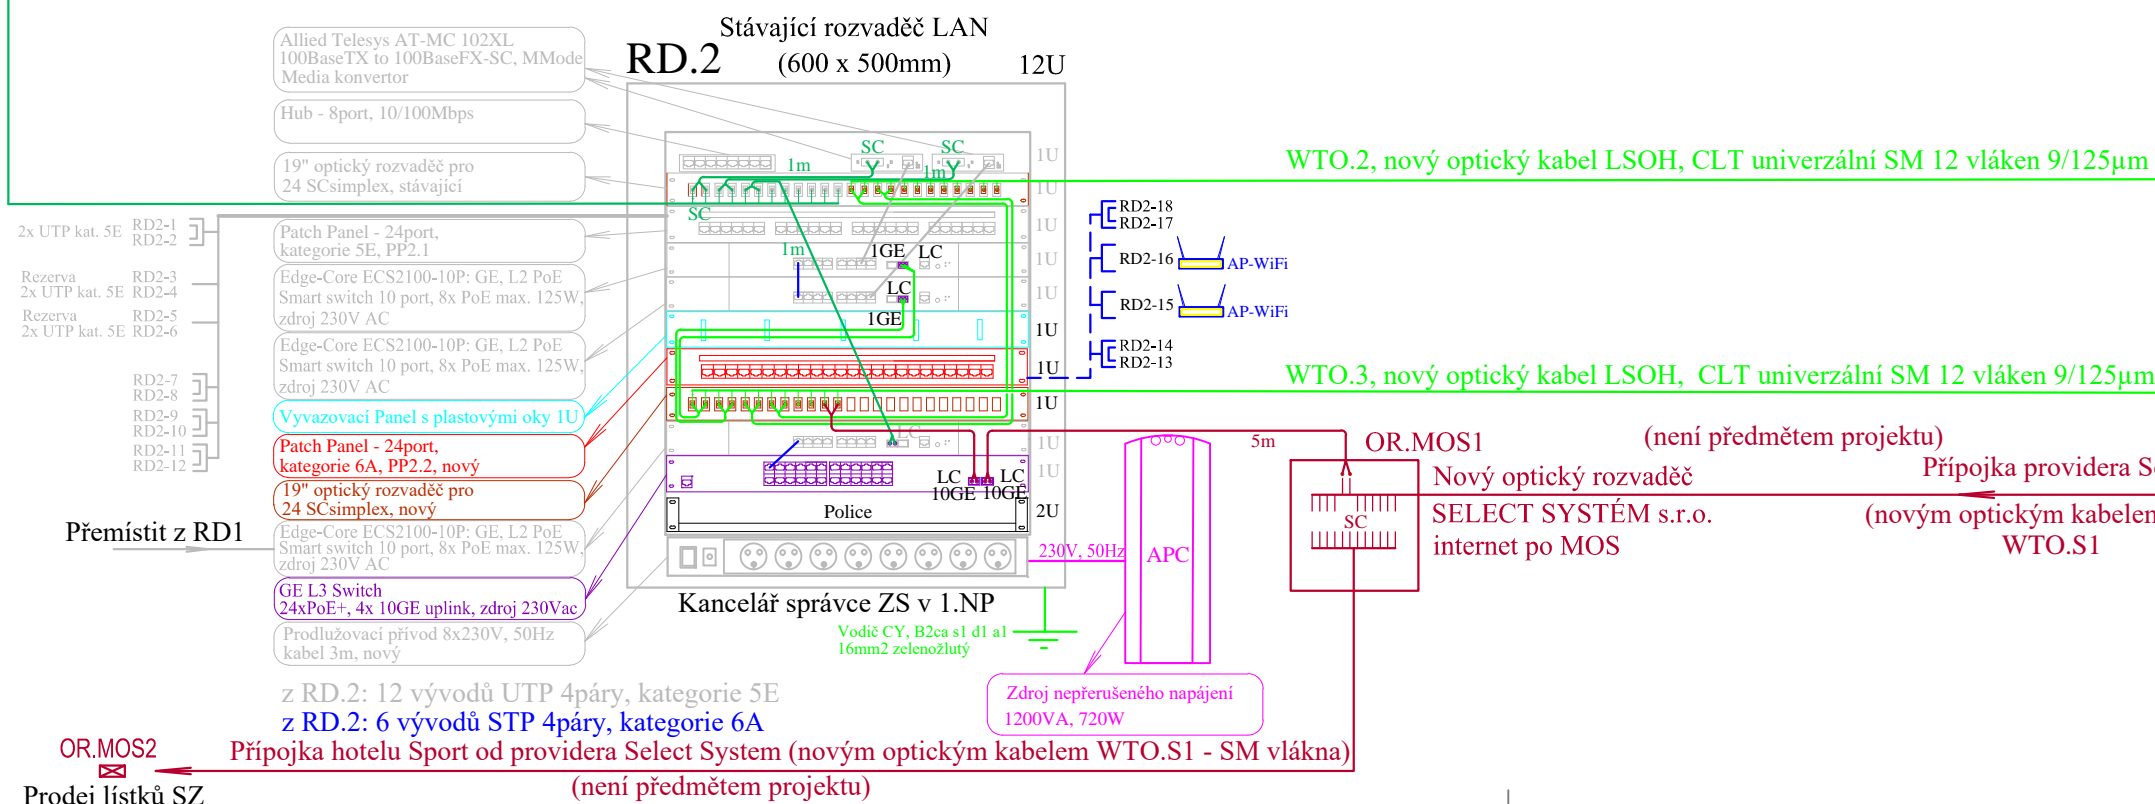 Stávající rozvaděč LAN
RD.2
(600 x 500mm)
12U
Allied Telesys AT-MC 102XL
100BaseTX to 100BaseFX-SC, MMode
Media konvertor
Hub - 8port, 10/100Mbps
19" optický rozvaděč pro
24 SCsimplex, stávající
Patch Panel - 24port,
kategorie 5E, PP2.1
Edge-Core ECS2100-10P: GE, L2 PoE
Smart switch 10 port, 8x PoE max. 125W,
zdroj 230V AC
Edge-Core ECS2100-10P: GE, L2 PoE
Smart switch 10 port, 8x PoE max. 125W,
zdroj 230V AC
Vyvazovací Panel s plastovými oky 1U
Patch Panel - 24port,
kategorie 6A, PP2.2, nový
19" optický rozvaděč pro
24 SCsimplex, nový
Edge-Core ECS2100-10P: GE, L2 PoE
Smart switch 10 port, 8x PoE max. 125W,
zdroj 230V AC
GE L3 Switch
24xPoE+, 4x 10GE uplink, zdroj 230Vac
Prodlužovací přívod 8x230V, 50Hz
kabel 3m, nový
2x UTP kat. 5E
RD2-1
RD2-2
Rezerva
2x UTP kat. 5E
RD2-3
RD2-4
Rezerva
2x UTP kat. 5E
RD2-5
RD2-6
RD2-7
RD2-8
RD2-9
RD2-10
RD2-11
RD2-12
Přemístit z RD1
SC
SC
1m
1m
SC
1m
1GE
LC
LC
1GE
LC
LC
LC
10GE
10GE
Police
1U
1U
1U
1U
1U
1U
1U
1U
1U
1U
2U
Kancelář správce ZS v 1.NP
Vodič CY, B2ca s1 d1 a1
16mm2 zelenožlutý
230V, 50Hz
APC
Zdroj nepřerušeného napájení
1200VA, 720W
WTO.2, nový optický kabel LSOH, CLT univerzální SM 12 vláken 9/125µm
RD2-18
RD2-17
RD2-16
AP-WiFi
RD2-15
AP-WiFi
RD2-14
RD2-13
WTO.3, nový optický kabel LSOH, CLT univerzální SM 12 vláken 9/125µm
5m
OR.MOS1
(není předmětem projektu)
Nový optický rozvaděč
SELECT SYSTÉM s.r.o.
internet po MOS
SC
Přípojka providera
(novým optickým
WTO.S1
z RD.2: 12 vývodů UTP 4páry, kategorie 5E
z RD.2: 6 vývodů STP 4páry, kategorie 6A
OR.MOS2
Přípojka hotelu Sport od providera Select System (novým optickým kabelem WTO.S1 - SM vlákna)
(není předmětem projektu)
Prodej lístků SZ